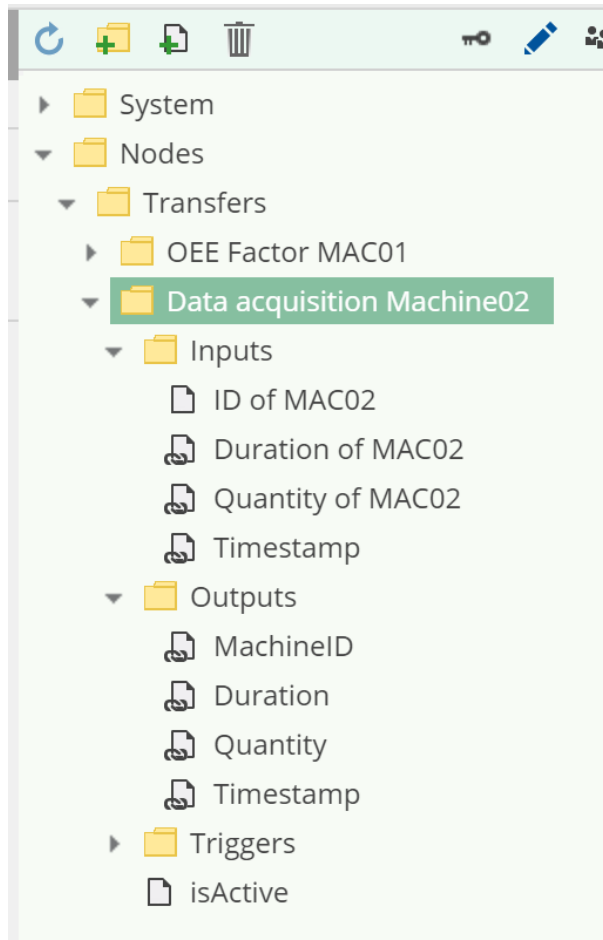 System
Nodes
Transfers
OEE Factor MAC01
Data acquisition Machine02
Inputs
ID of MAC02
Duration of MAC02
Quantity of MAC02
Timestamp
Outputs
MachineID
Duration
Quantity
Timestamp
Triggers
isActive